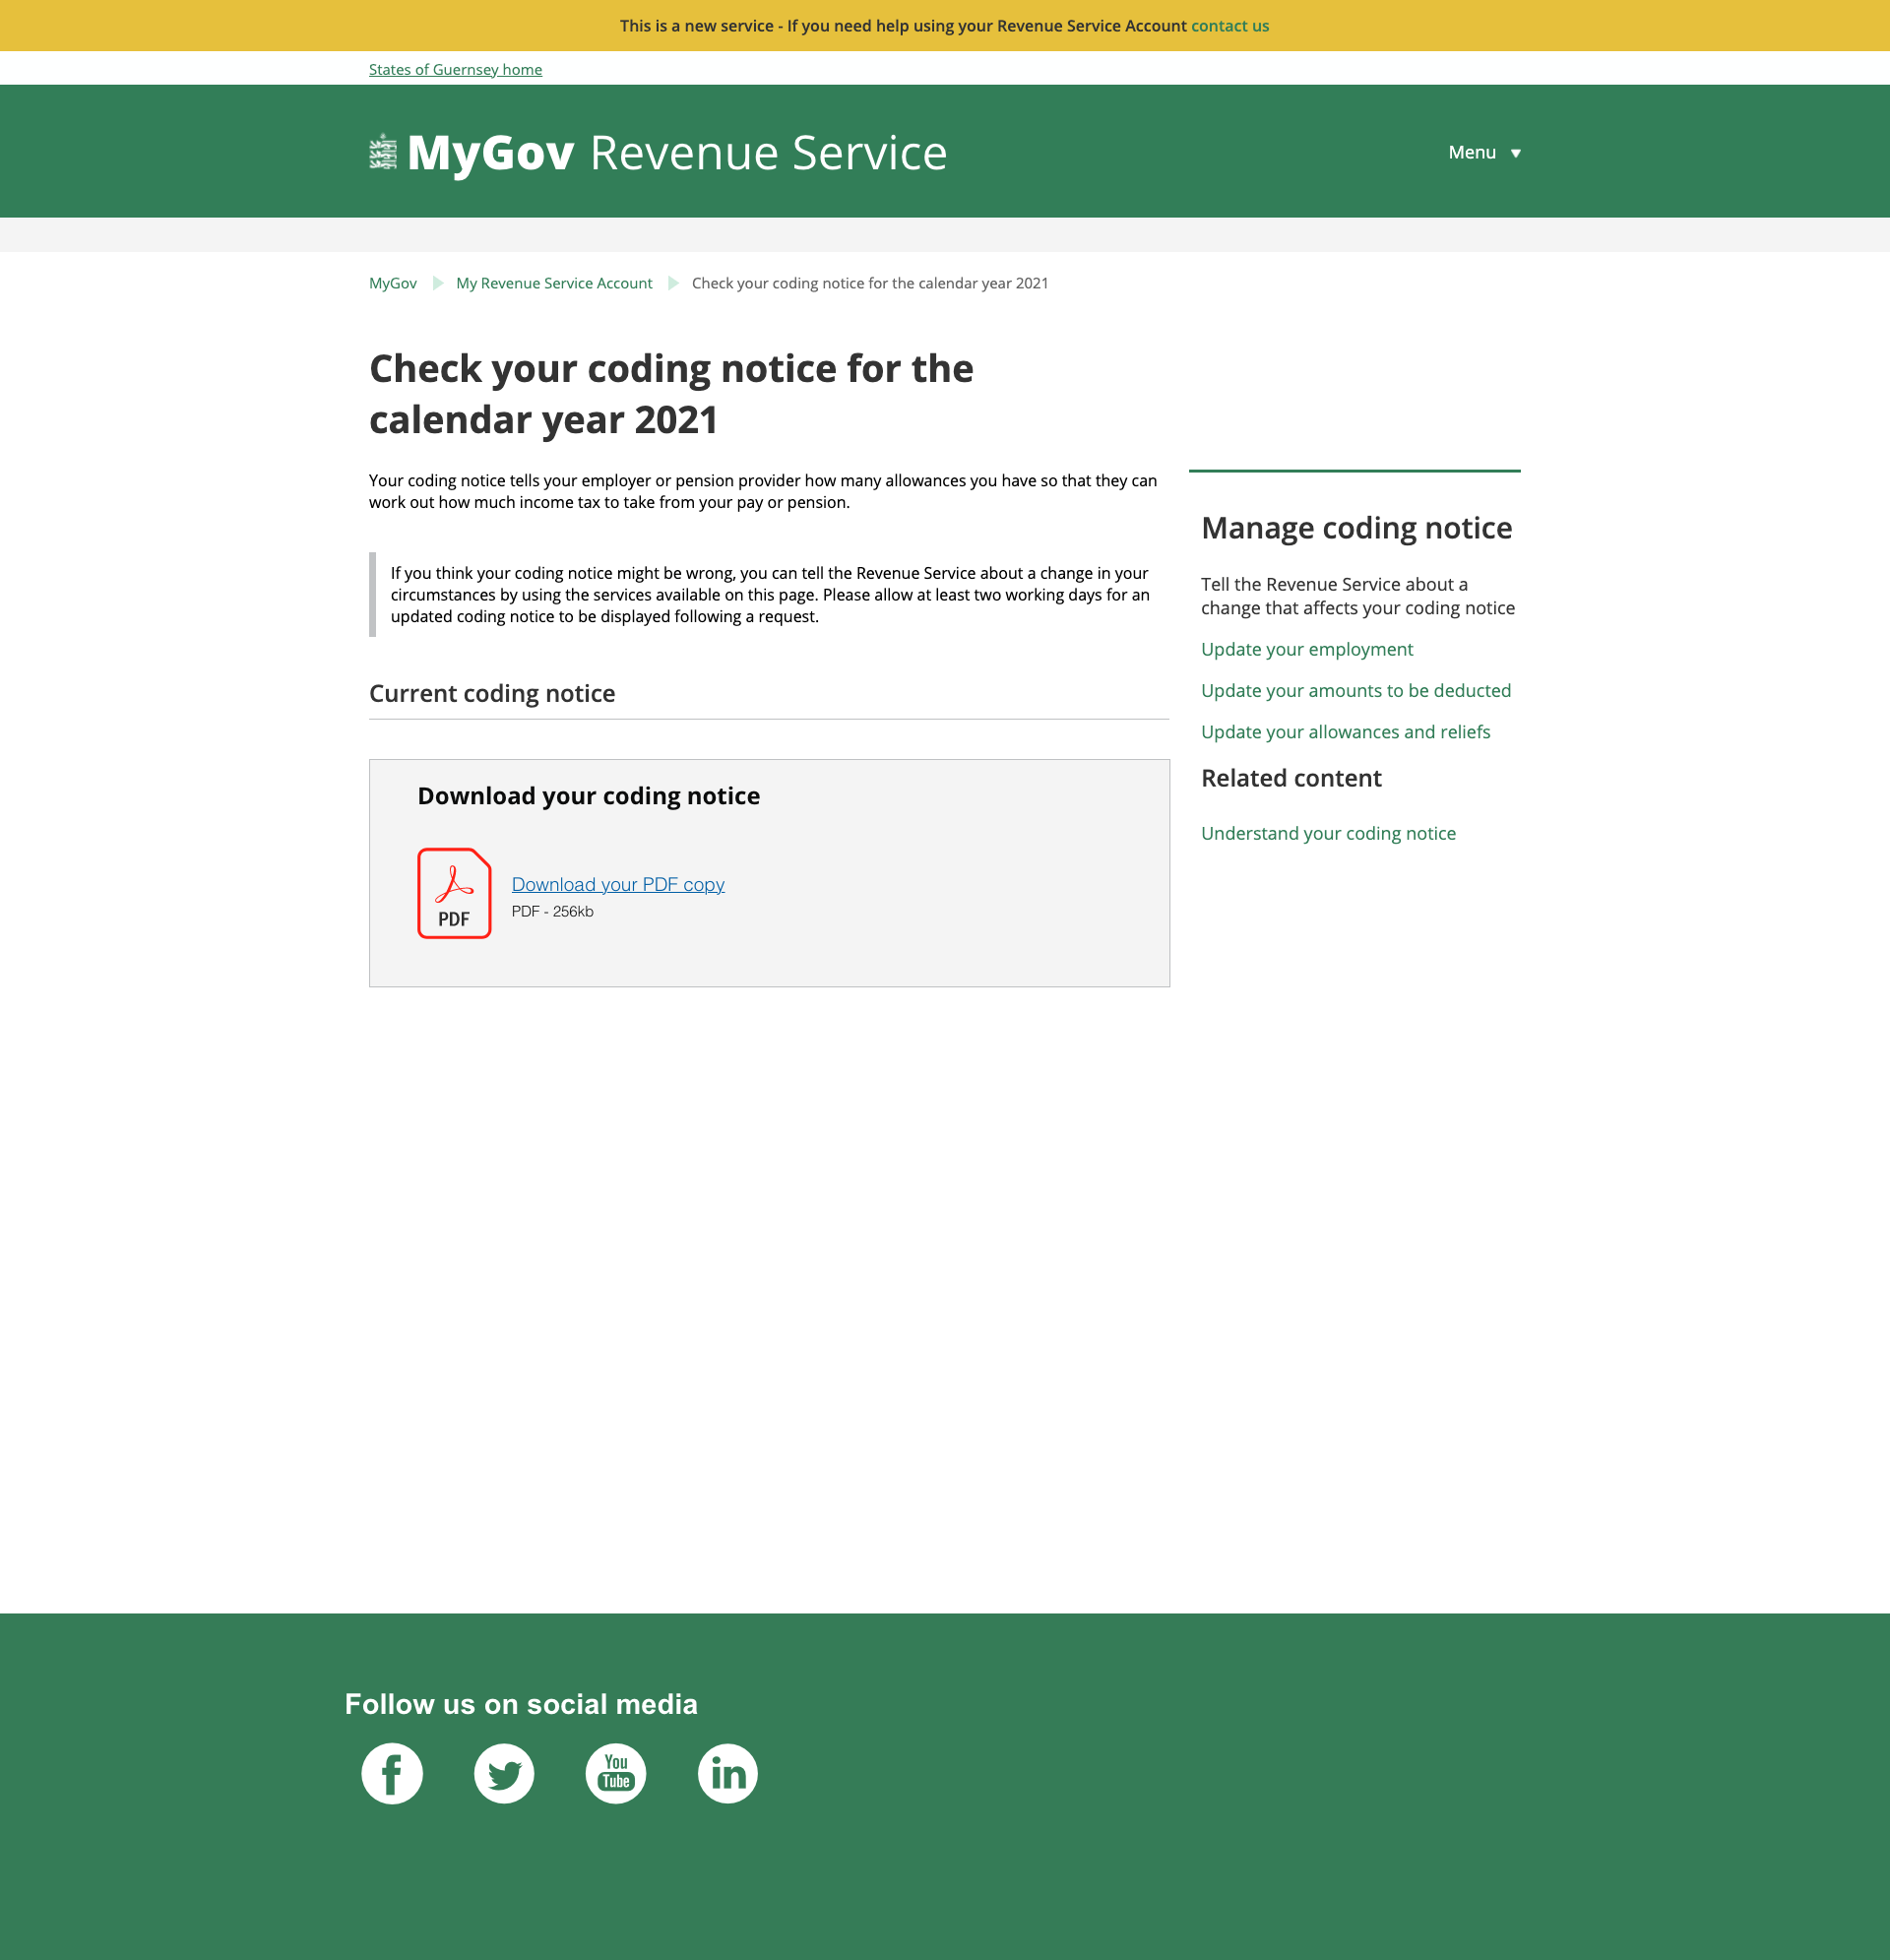 This is a new service - If you need help using your Revenue Service Account contact us
States of Guernsey home
MyGov Revenue Service
Menu
MyGov
My Revenue Service Account
Check your coding notice for the calendar year 2021
Check your coding notice for the
calendar year 2021
Your coding notice tells your employer or pension provider how many allowances you have so that they can
work out how much income tax to take from your pay or pension.
If you think your coding notice might be wrong, you can tell the Revenue Service about a change in your
circumstances by using the services available on this page. Please allow at least two working days for an
updated coding notice to be displayed following a request.
Current coding notice
Download your coding notice
PDF
Download your PDF copy
PDF - 256kb
Manage coding notice
Tell the Revenue Service about a
change that affects your coding notice
Update your employment
Update your amounts to be deducted
Update your allowances and reliefs
Related content
Understand your coding notice
Follow us on social media
f
You
Tube
in